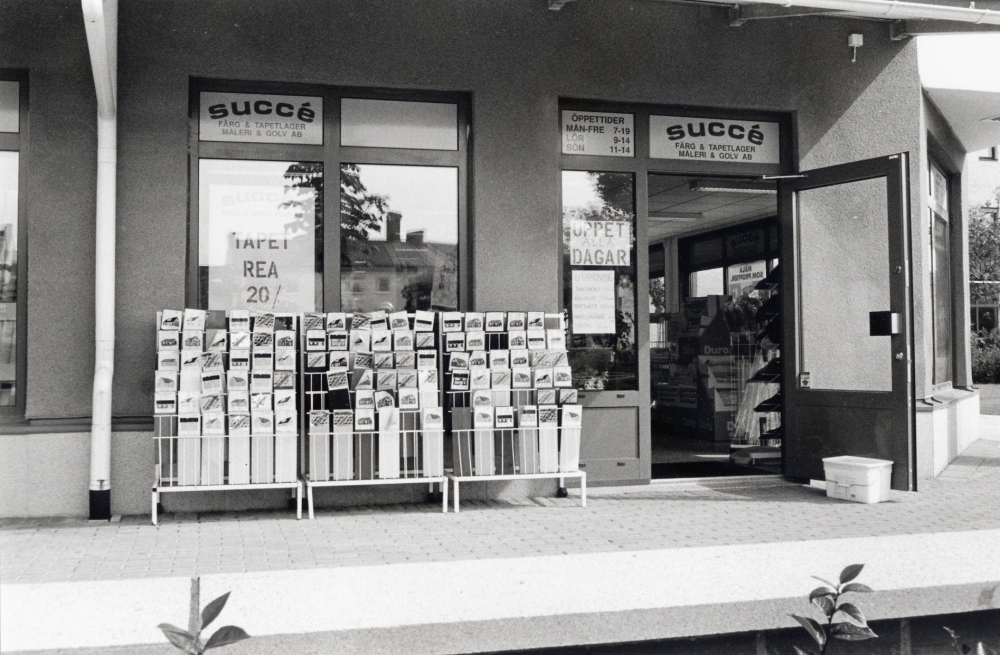 succé
FÄRG & TAPETLAGER
MÅLERI & GOLV AB
TAPET
REA
20%
ÖPPETTIDER
MÅN-FRE 7-19
LÖR 9-14
SÖN 11-14
succé
FÄRG & TAPETLAGER
MÅLERI & GOLV AB
ÖPPET
ALLA
DAGAR
Duro